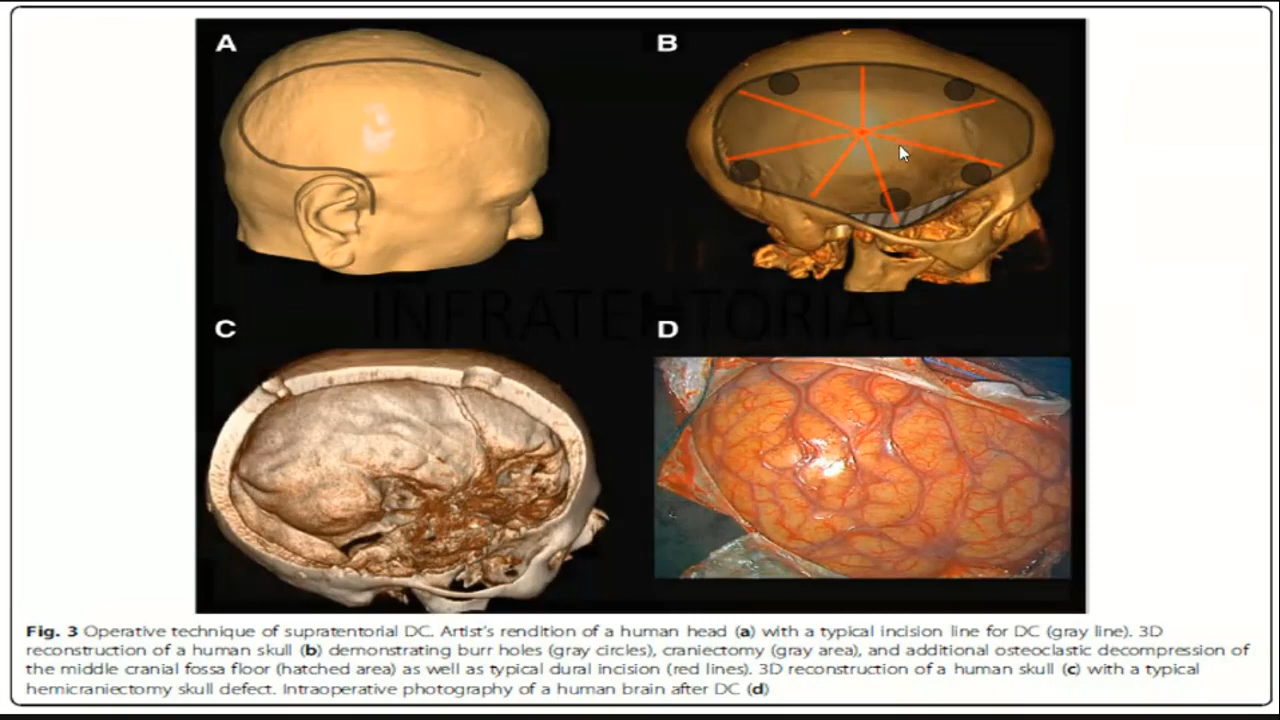 A
B
INFRATENTORIAL
C
D
Fig. 3 Operative technique of supratentorial DC. Artist's rendition of a human head (a) with a typical incision line for DC (gray line). 3D
reconstruction of a human skull (b) demonstrating burr holes (gray circles), craniectomy (gray area), and additional osteoclastic decompression of
the middle cranial fossa floor (hatched area) as well as typical dural incision (red lines). 3D reconstruction of a human skull (c) with a typical
hemicraniectomy skull defect. Intraoperative photography of a human brain after DC (d)